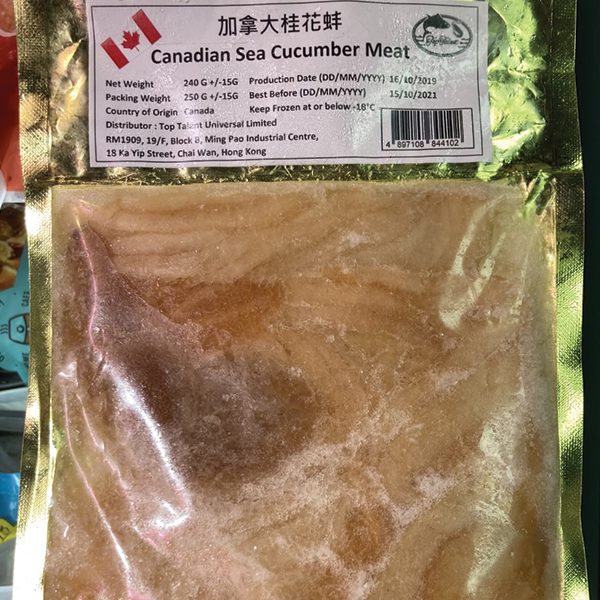 加拿大桂花蚌
Canadian Sea Cucumber Meat
Net Weight 240 G +/-15G Production Date (DD/MM/YYYY) 16/10/2019
Packing Weight 250 G +/-15G Best Before (DD/MM/YYYY) 15/10/2021
Country of Origin Canada Keep Frozen at or below -18°C
Distributor : Top Talent Universal Limited
RM1909, 19/F, Block B, Ming Pao Industrial Centre,
18 Ka Yip Street, Chai Wan, Hong Kong
4 897108 844102